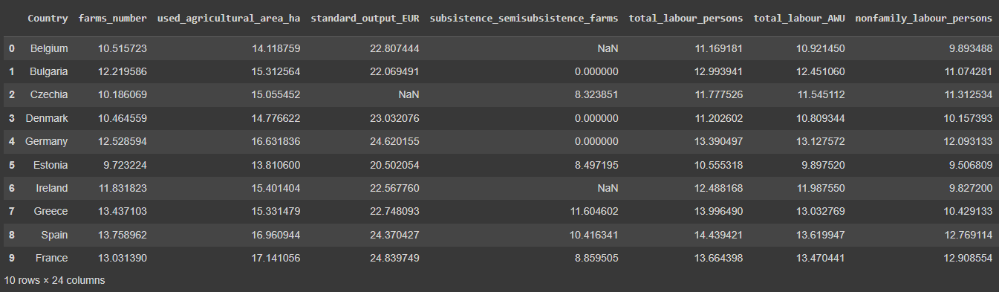 Country farms_number used_agricultural_area_ha standard_output_EUR subsistence_semisubsistence_farms total_labour_persons total_labour_AWU nonfamily_labour_persons
0 Belgium 10.515723 14.118759 22.807444 NaN 11.169181 10.921450 9.893488
1 Bulgaria 12.219586 15.312564 22.069491 0.000000 12.993941 12.451060 11.074281
2 Czechia 10.186069 15.055452 NaN 8.323851 11.777526 11.545112 11.312534
3 Denmark 10.464559 14.776622 23.032076 0.000000 11.202602 10.809344 10.157393
4 Germany 12.528594 16.631836 24.620155 0.000000 13.390497 13.127572 12.093133
5 Estonia 9.723224 13.810600 20.502054 8.497195 10.555318 9.897520 9.506809
6 Ireland 11.831823 15.401404 22.567760 NaN 12.488168 11.987550 9.827200
7 Greece 13.437103 15.331479 22.748093 11.604602 13.996490 13.032769 10.429133
8 Spain 13.758962 16.960944 24.370427 10.416341 14.439421 13.619947 12.769114
9 France 13.031390 17.141056 24.839749 8.859505 13.664398 13.470441 12.908554
10 rows × 24 columns